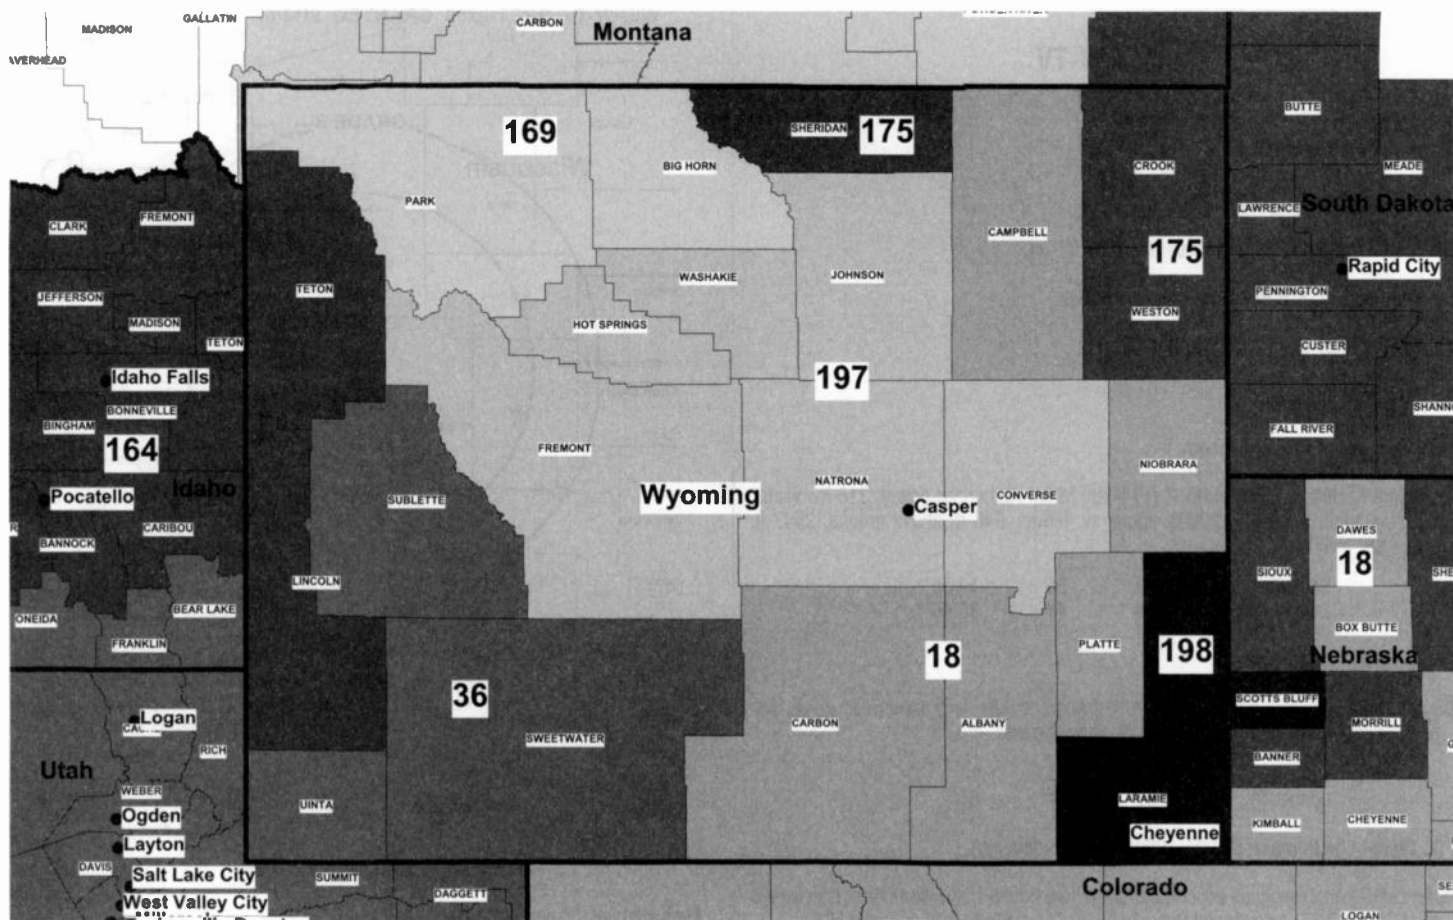 GALLATIN
MADISON
CARBON
Montana
AVERHEAD
169
SHERIDAN
175
BUTTE
BIG HORN
CROOK
MEADE
PARK
LAWRENCE
South Dakota
FREMONT
CLARK
CAMPBELL
175
Rapid City
WASHAKIE
JOHNSON
TETON
PENNINGTON
JEFFERSON
WESTON
MADISON
HOT SPRINGS
TETON
CUSTER
Idaho Falls
197
BONNEVILLE
SHANNO
BINGHAM
FALL RIVER
164
FREMONT
NIOBRARA
NATRONA
Idaho
Pocatello
SUBLETTE
Wyoming
CONVERSE
Casper
CARIBOU
DAWES
BANNOCK
18
SIOUX
SHE
LINCOLN
BEAR LAKE
ONEIDA
BOX BUTTE
FRANKLIN
PLATTE
198
18
Nebraska
36
SCOTTS BLUFF
Logan
CARBON
ALBANY
MORRILL
SWEETWATER
RICH
BANNER
Utah
WEBER
UINTA
LARAMIE
Ogden
KIMBALL
CHEYENNE
Cheyenne
Layton
DAVIS
Salt Lake City
SUMMIT
Colorado
DAGGETT
SE
West Valley City
LOGAN